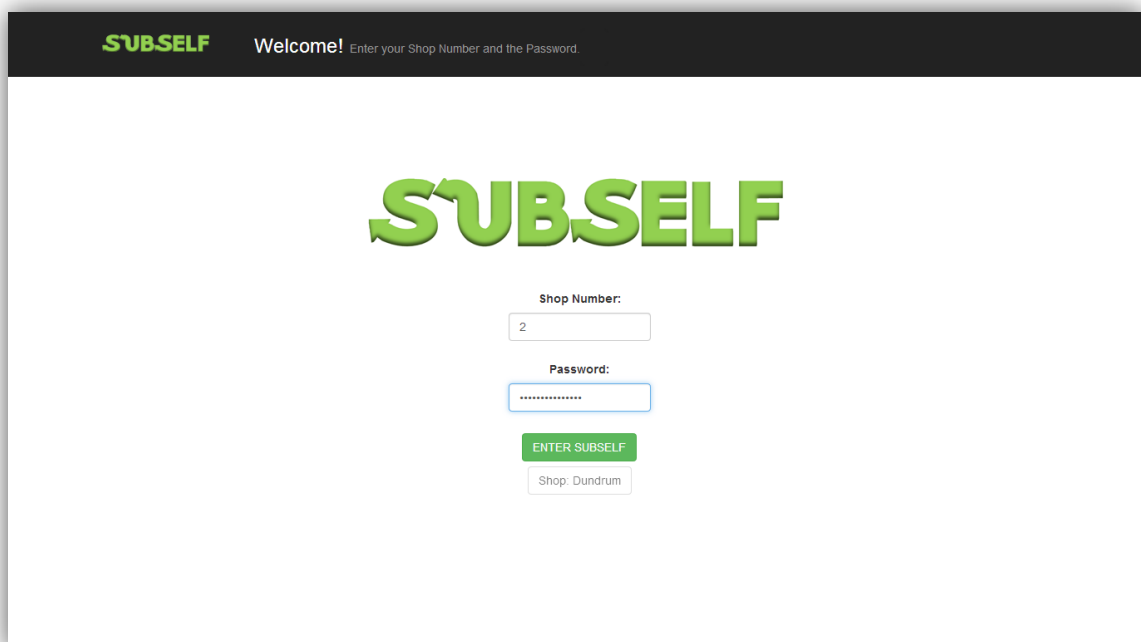 SUBSELF
Welcome! Enter your Shop Number and the Password.
SUBSELF
Shop Number:
2
Password:
•••••••••••••••
ENTER SUBSELF
Shop: Dundrum